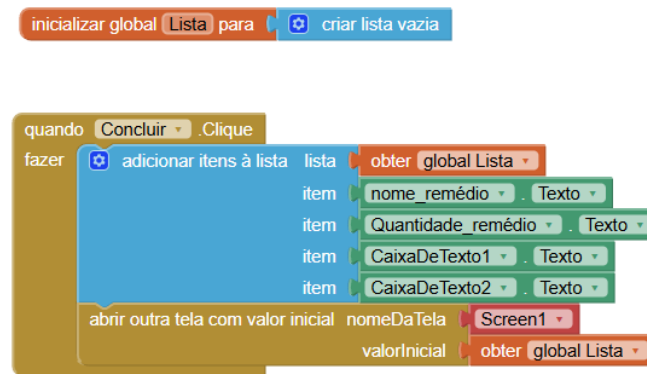 inicializar global Lista para criar lista vazia
quando Concluir .Clique
fazer adicionar itens à lista lista obter global Lista
item nome_remédio . Texto
item Quantidade_remédio . Texto
item CaixaDeTexto1 . Texto
item CaixaDeTexto2 . Texto
abrir outra tela com valor inicial nomeDaTela Screen1
valorInicial obter global Lista